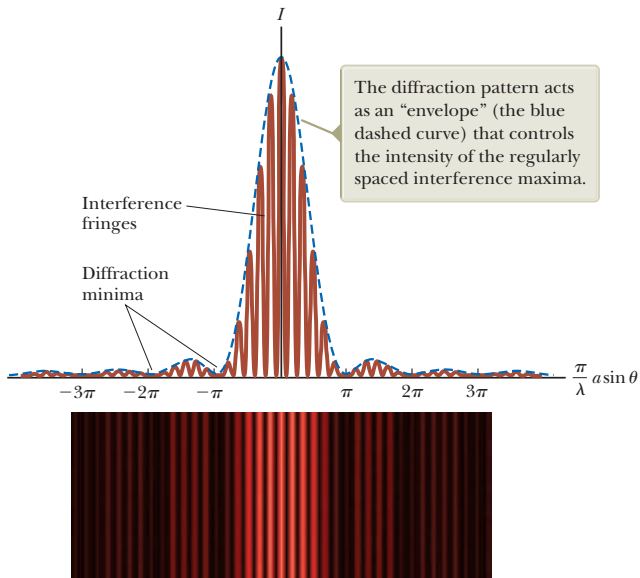 I
The diffraction pattern acts
as an “envelope” (the blue
dashed curve) that controls
the intensity of the regularly
spaced interference maxima.
Interference
fringes
Diffraction
minima
−3π −2π −π π 2π 3π
π/λ a sin θ